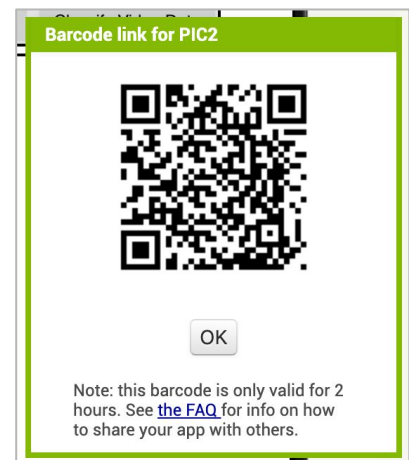 Barcode link for PIC2
OK
Note: this barcode is only valid for 2
hours. See the FAQ for info on how
to share your app with others.